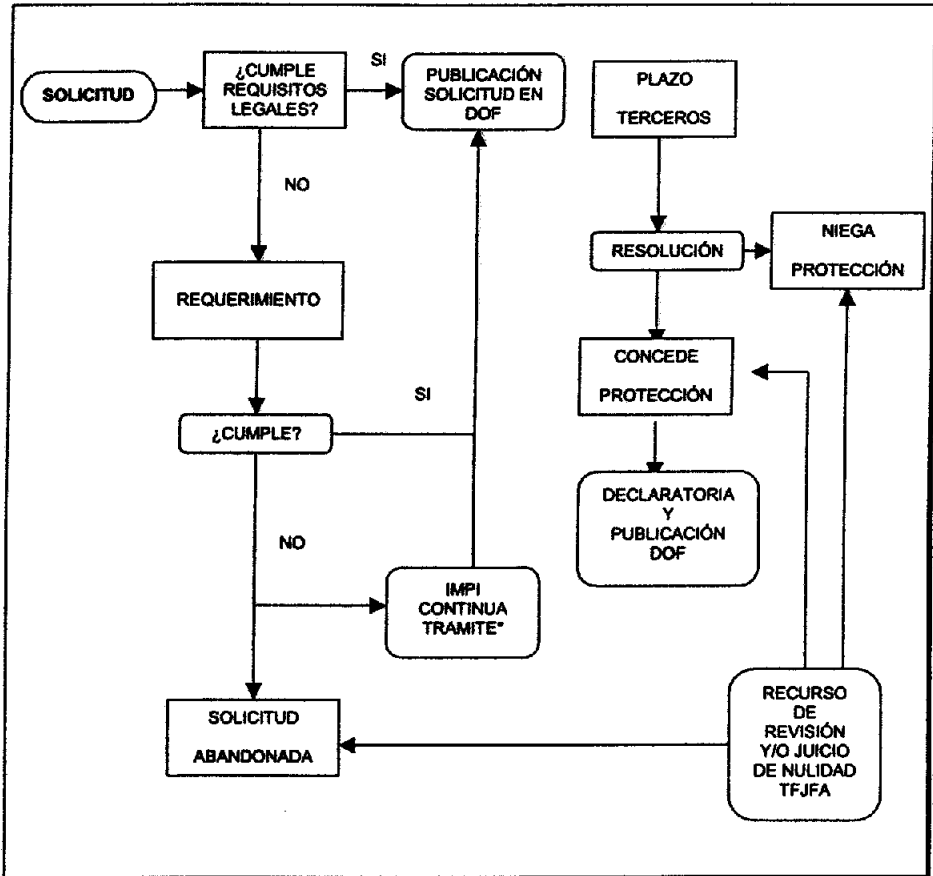 SOLICITUD
¿CUMPLE
REQUISITOS
LEGALES?
SI
PUBLICACIÓN
SOLICITUD EN
DOF
NO
REQUERIMIENTO
SI
¿CUMPLE?
NO
IMPI
CONTINUA
TRAMITE*
SOLICITUD
ABANDONADA
PLAZO
TERCEROS
RESOLUCIÓN
NIEGA
PROTECCIÓN
CONCEDE
PROTECCIÓN
DECLARATORIA
Y
PUBLICACIÓN
DOF
RECURSO
DE
REVISIÓN
Y/O JUICIO
DE NULIDAD
TFJFA